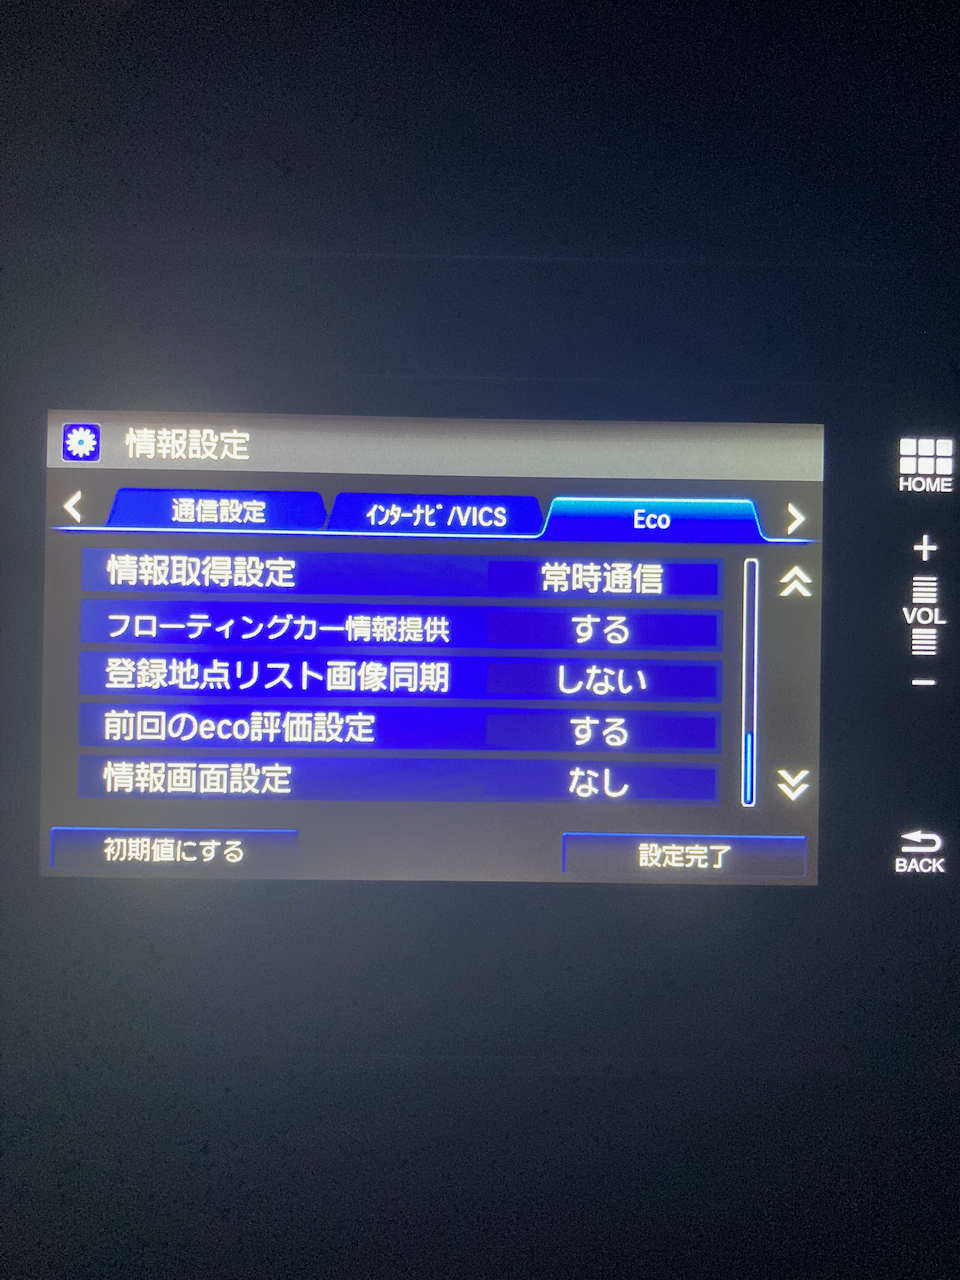 情報設定
通信設定 インターナビ/VICS Eco
情報取得設定 常時通信
フローティングカー情報提供 する
登録地点リスト画像同期 しない
前回のeco評価設定 する
情報画面設定 なし
初期値にする 設定完了
HOME
+
VOL
−
BACK